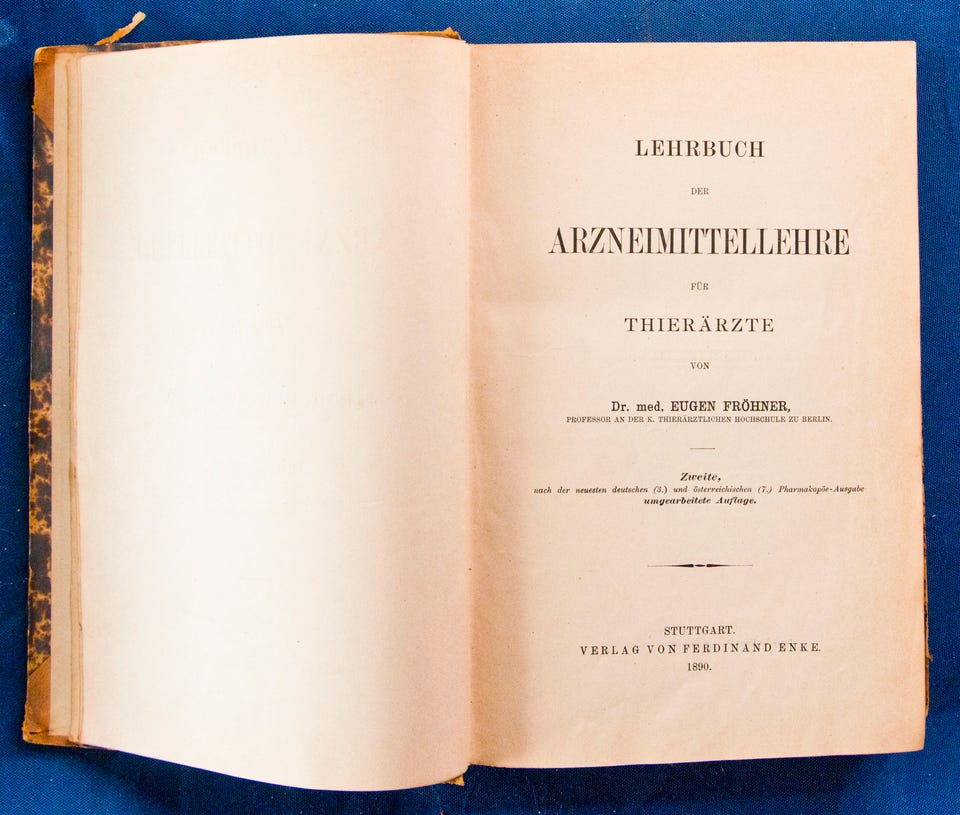 LEHRBUCH
DER
ARZNEIMITTELLEHRE
FÜR
THIERÄRZTE
VON
Dr. med. EUGEN FRÖHNER,
PROFESSOR AN DER K. THIERÄRZTLICHEN HOCHSCHULE ZU BERLIN.
Zweite,
nach der neuesten deutschen (3.) und österreichischen (7.) Pharmakopöe-Ausgabe
umgearbeitete Auflage.
STUTTGART.
VERLAG VON FERDINAND ENKE.
1890.